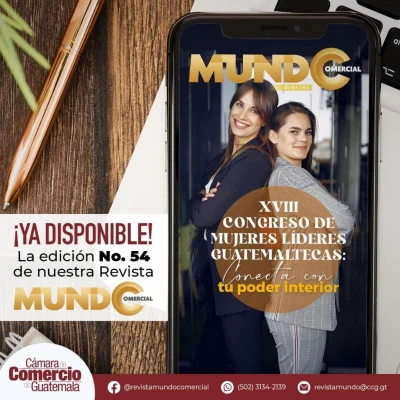 MUNDO COMERCIAL
DIGITAL
XVIII
CONGRESO DE
MUJERES LÍDERES
GUATEMALTECAS:
Conecta con
tu poder interior
¡YA DISPONIBLE!
La edición No. 54
de nuestra Revista
MUNDO COMERCIAL
Cámara de
Comercio
de Guatemala
@revistamundocomercial
(502) 3134-2139
revistamundo@ccg.gt